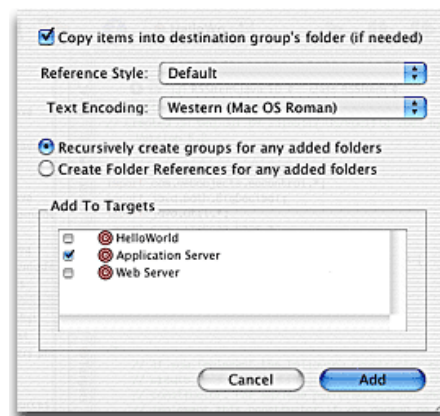 Copy items into destination group's folder (if needed)
Reference Style: Default
Text Encoding: Western (Mac OS Roman)
Recursively create groups for any added folders
Create Folder References for any added folders
Add To Targets
HelloWorld
Application Server
Web Server
Cancel Add